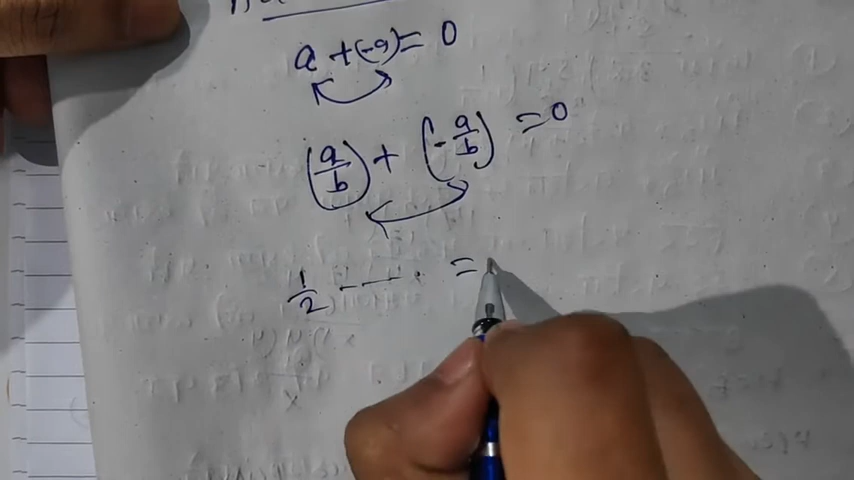 a + (-a) = 0
(a/b) + (-a/b) = 0
1/2 ---- . =